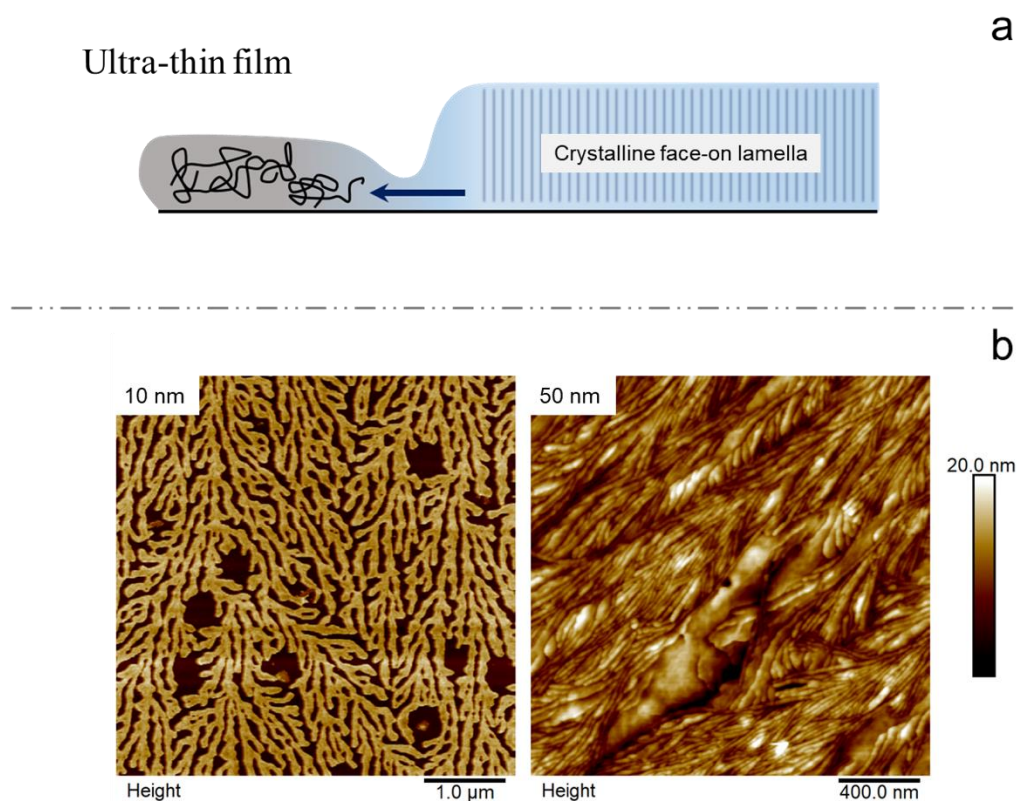 a
Ultra-thin film
Crystalline face-on lamella
b
10 nm
50 nm
20.0 nm
Height
1.0 µm
Height
400.0 nm